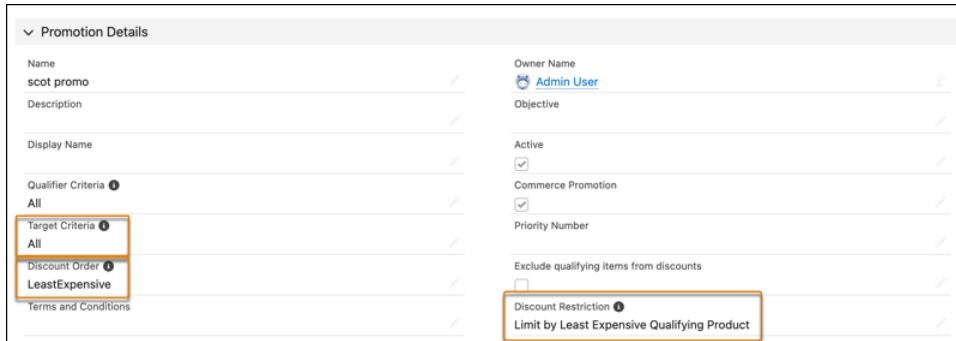 Promotion Details
Name
scot promo
Owner Name
Admin User
Description
Objective
Display Name
Active
Qualifier Criteria
All
Commerce Promotion
Target Criteria
All
Priority Number
Discount Order
LeastExpensive
Exclude qualifying items from discounts
Terms and Conditions
Discount Restriction
Limit by Least Expensive Qualifying Product